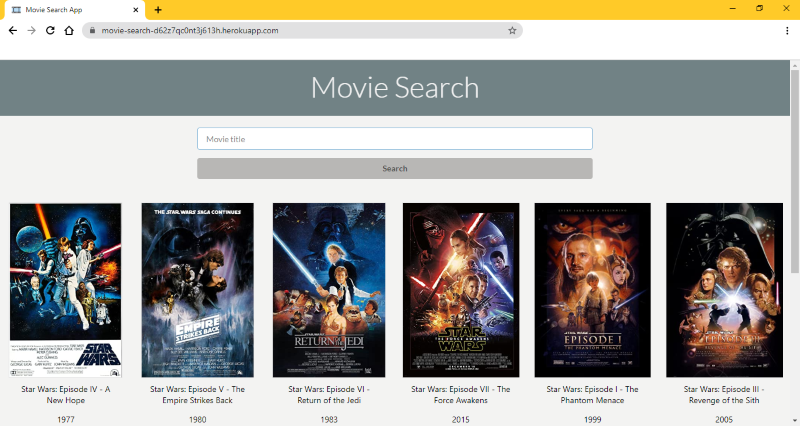 Movie Search App
movie-search-d62z7qc0nt3j613h.herokuapp.com
Movie Search
Movie title
Search
STAR WARS
THE STAR WARS SAGA CONTINUES
THE EMPIRE STRIKES BACK
STAR WARS
RETURN OF THE JEDI
STAR WARS
THE FORCE AWAKENS
STAR WARS
EPISODE I
THE PHANTOM MENACE
Star Wars: Episode IV - A
New Hope
1977
Star Wars: Episode V - The
Empire Strikes Back
1980
Star Wars: Episode VI -
Return of the Jedi
1983
Star Wars: Episode VII - The
Force Awakens
2015
Star Wars: Episode I - The
Phantom Menace
1999
Star Wars: Episode III -
Revenge of the Sith
2005